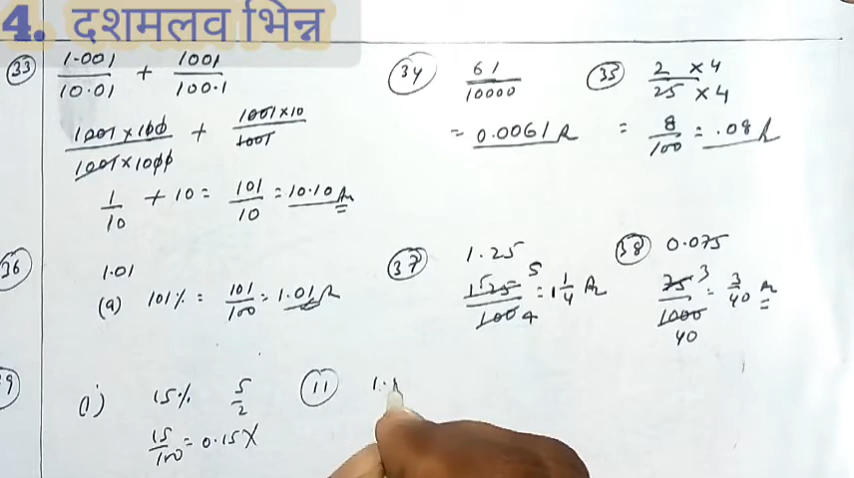 4. दशमलव भिन्न
33 1.001/10.01 + 1001/100.1
1001×100/1001×1000 + 1001×10/1001
1/10 + 10 = 101/10 = 10.10
34 61/10000
= 0.0061
35 2×4/25×4
= 8/100 = .08
36 1.01
(a) 101% = 101/100 = 1.01
37 1.25
125/100 5 4 = 1 1/4
38 0.075
75/1000 3 40 = 3/40
9
(i) 15% 5/2
15/100 = 0.15 X
11 1.